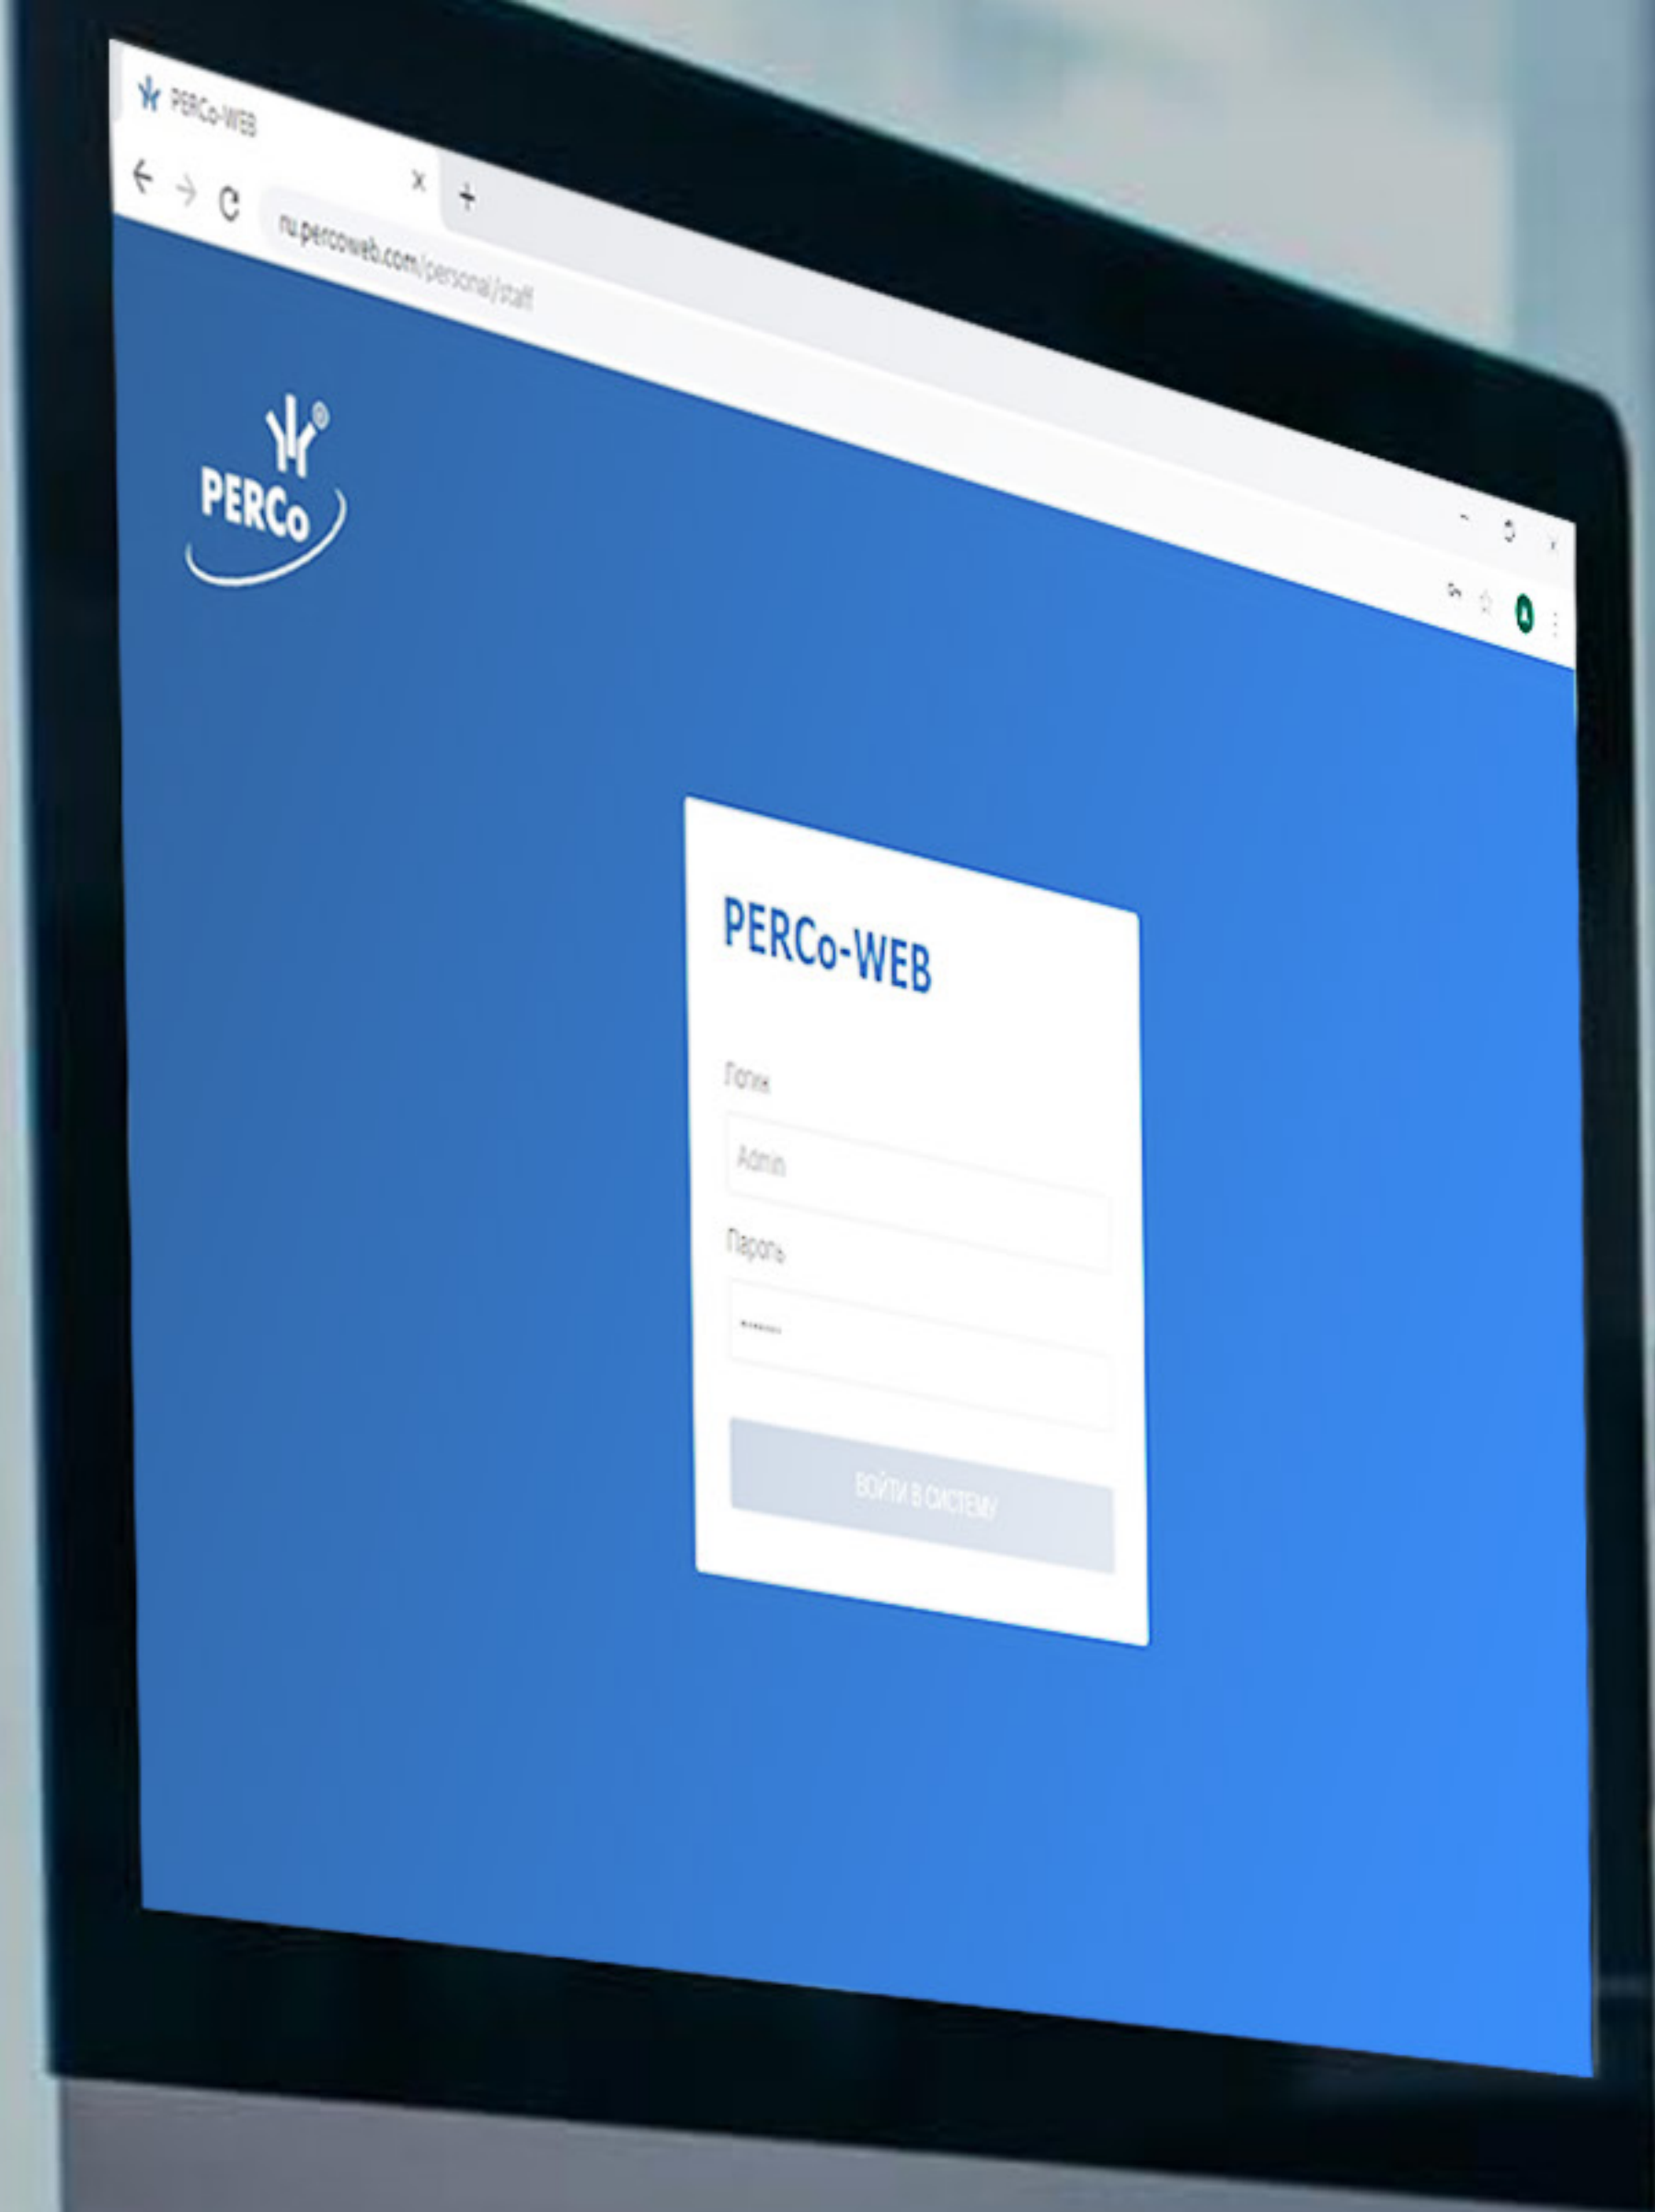 PERCo-WEB
ru.percoweb.com/personal/staff
PERCo®
PERCo-WEB
Логин
Admin
Пароль
ВОЙТИ В СИСТЕМУ